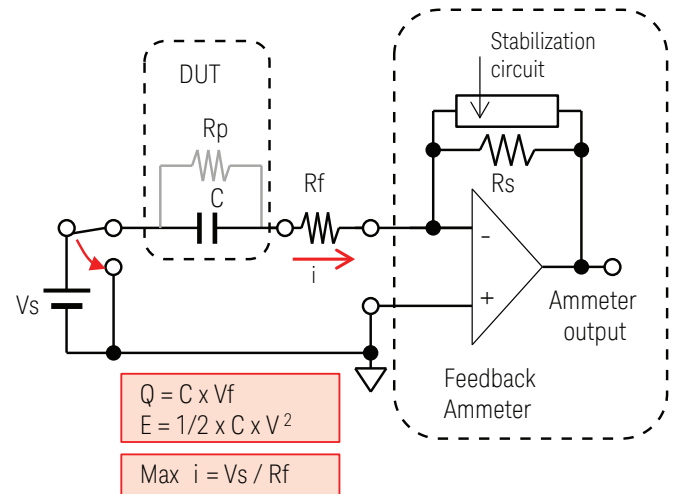 Stabilization
circuit
DUT
Rp
C
Rf
Rs
-
i
Vs
+
Ammeter
output
Feedback
Ammeter
Q = C x Vf
E = 1/2 x C x V ²
Max i = Vs / Rf